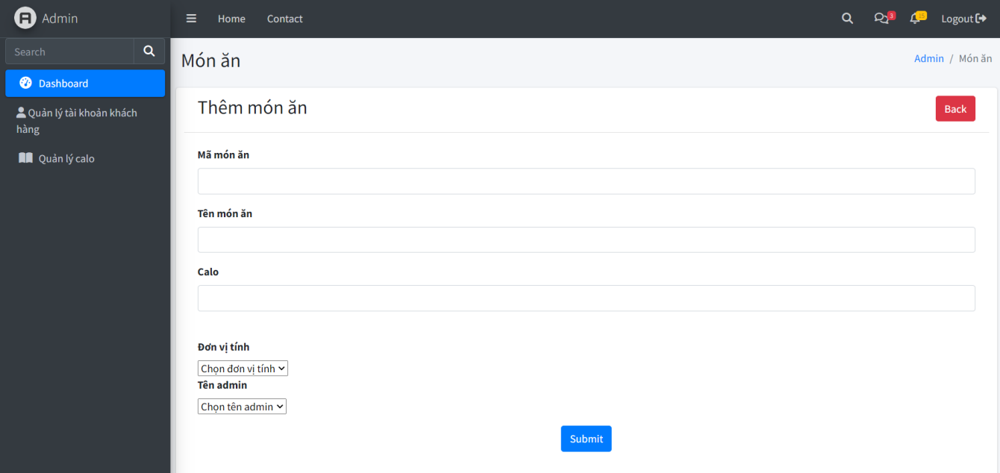 Admin
Home
Contact
3
15
Logout
Search
Dashboard
Quản lý tài khoản khách
hàng
Quản lý calo
Món ăn
Admin / Món ăn
Thêm món ăn
Back
Mã món ăn
Tên món ăn
Calo
Đơn vị tính
Chọn đơn vị tính
Tên admin
Chọn tên admin
Submit